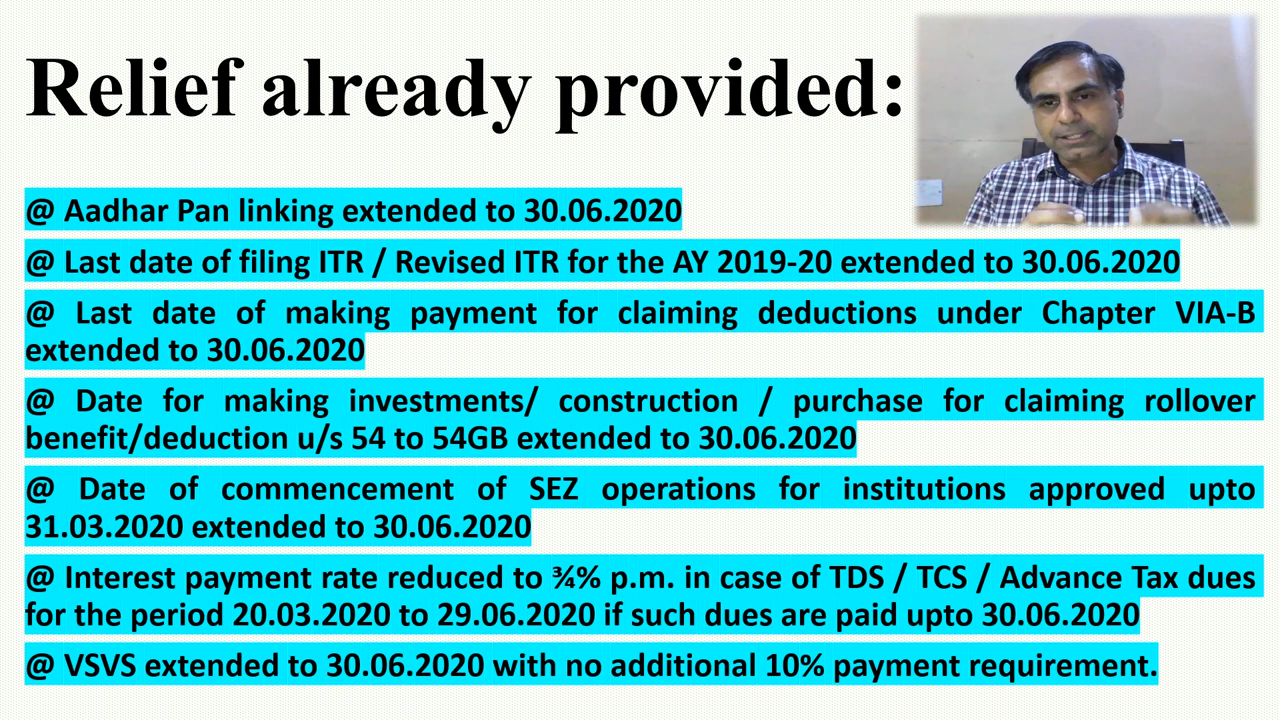 Relief already provided:
@ Aadhar Pan linking extended to 30.06.2020
@ Last date of filing ITR / Revised ITR for the AY 2019-20 extended to 30.06.2020
@ Last date of making payment for claiming deductions under Chapter VIA-B
extended to 30.06.2020
@ Date for making investments/ construction / purchase for claiming rollover
benefit/deduction u/s 54 to 54GB extended to 30.06.2020
@ Date of commencement of SEZ operations for institutions approved upto
31.03.2020 extended to 30.06.2020
@ Interest payment rate reduced to ¾% p.m. in case of TDS / TCS / Advance Tax dues
for the period 20.03.2020 to 29.06.2020 if such dues are paid upto 30.06.2020
@ VSVS extended to 30.06.2020 with no additional 10% payment requirement.